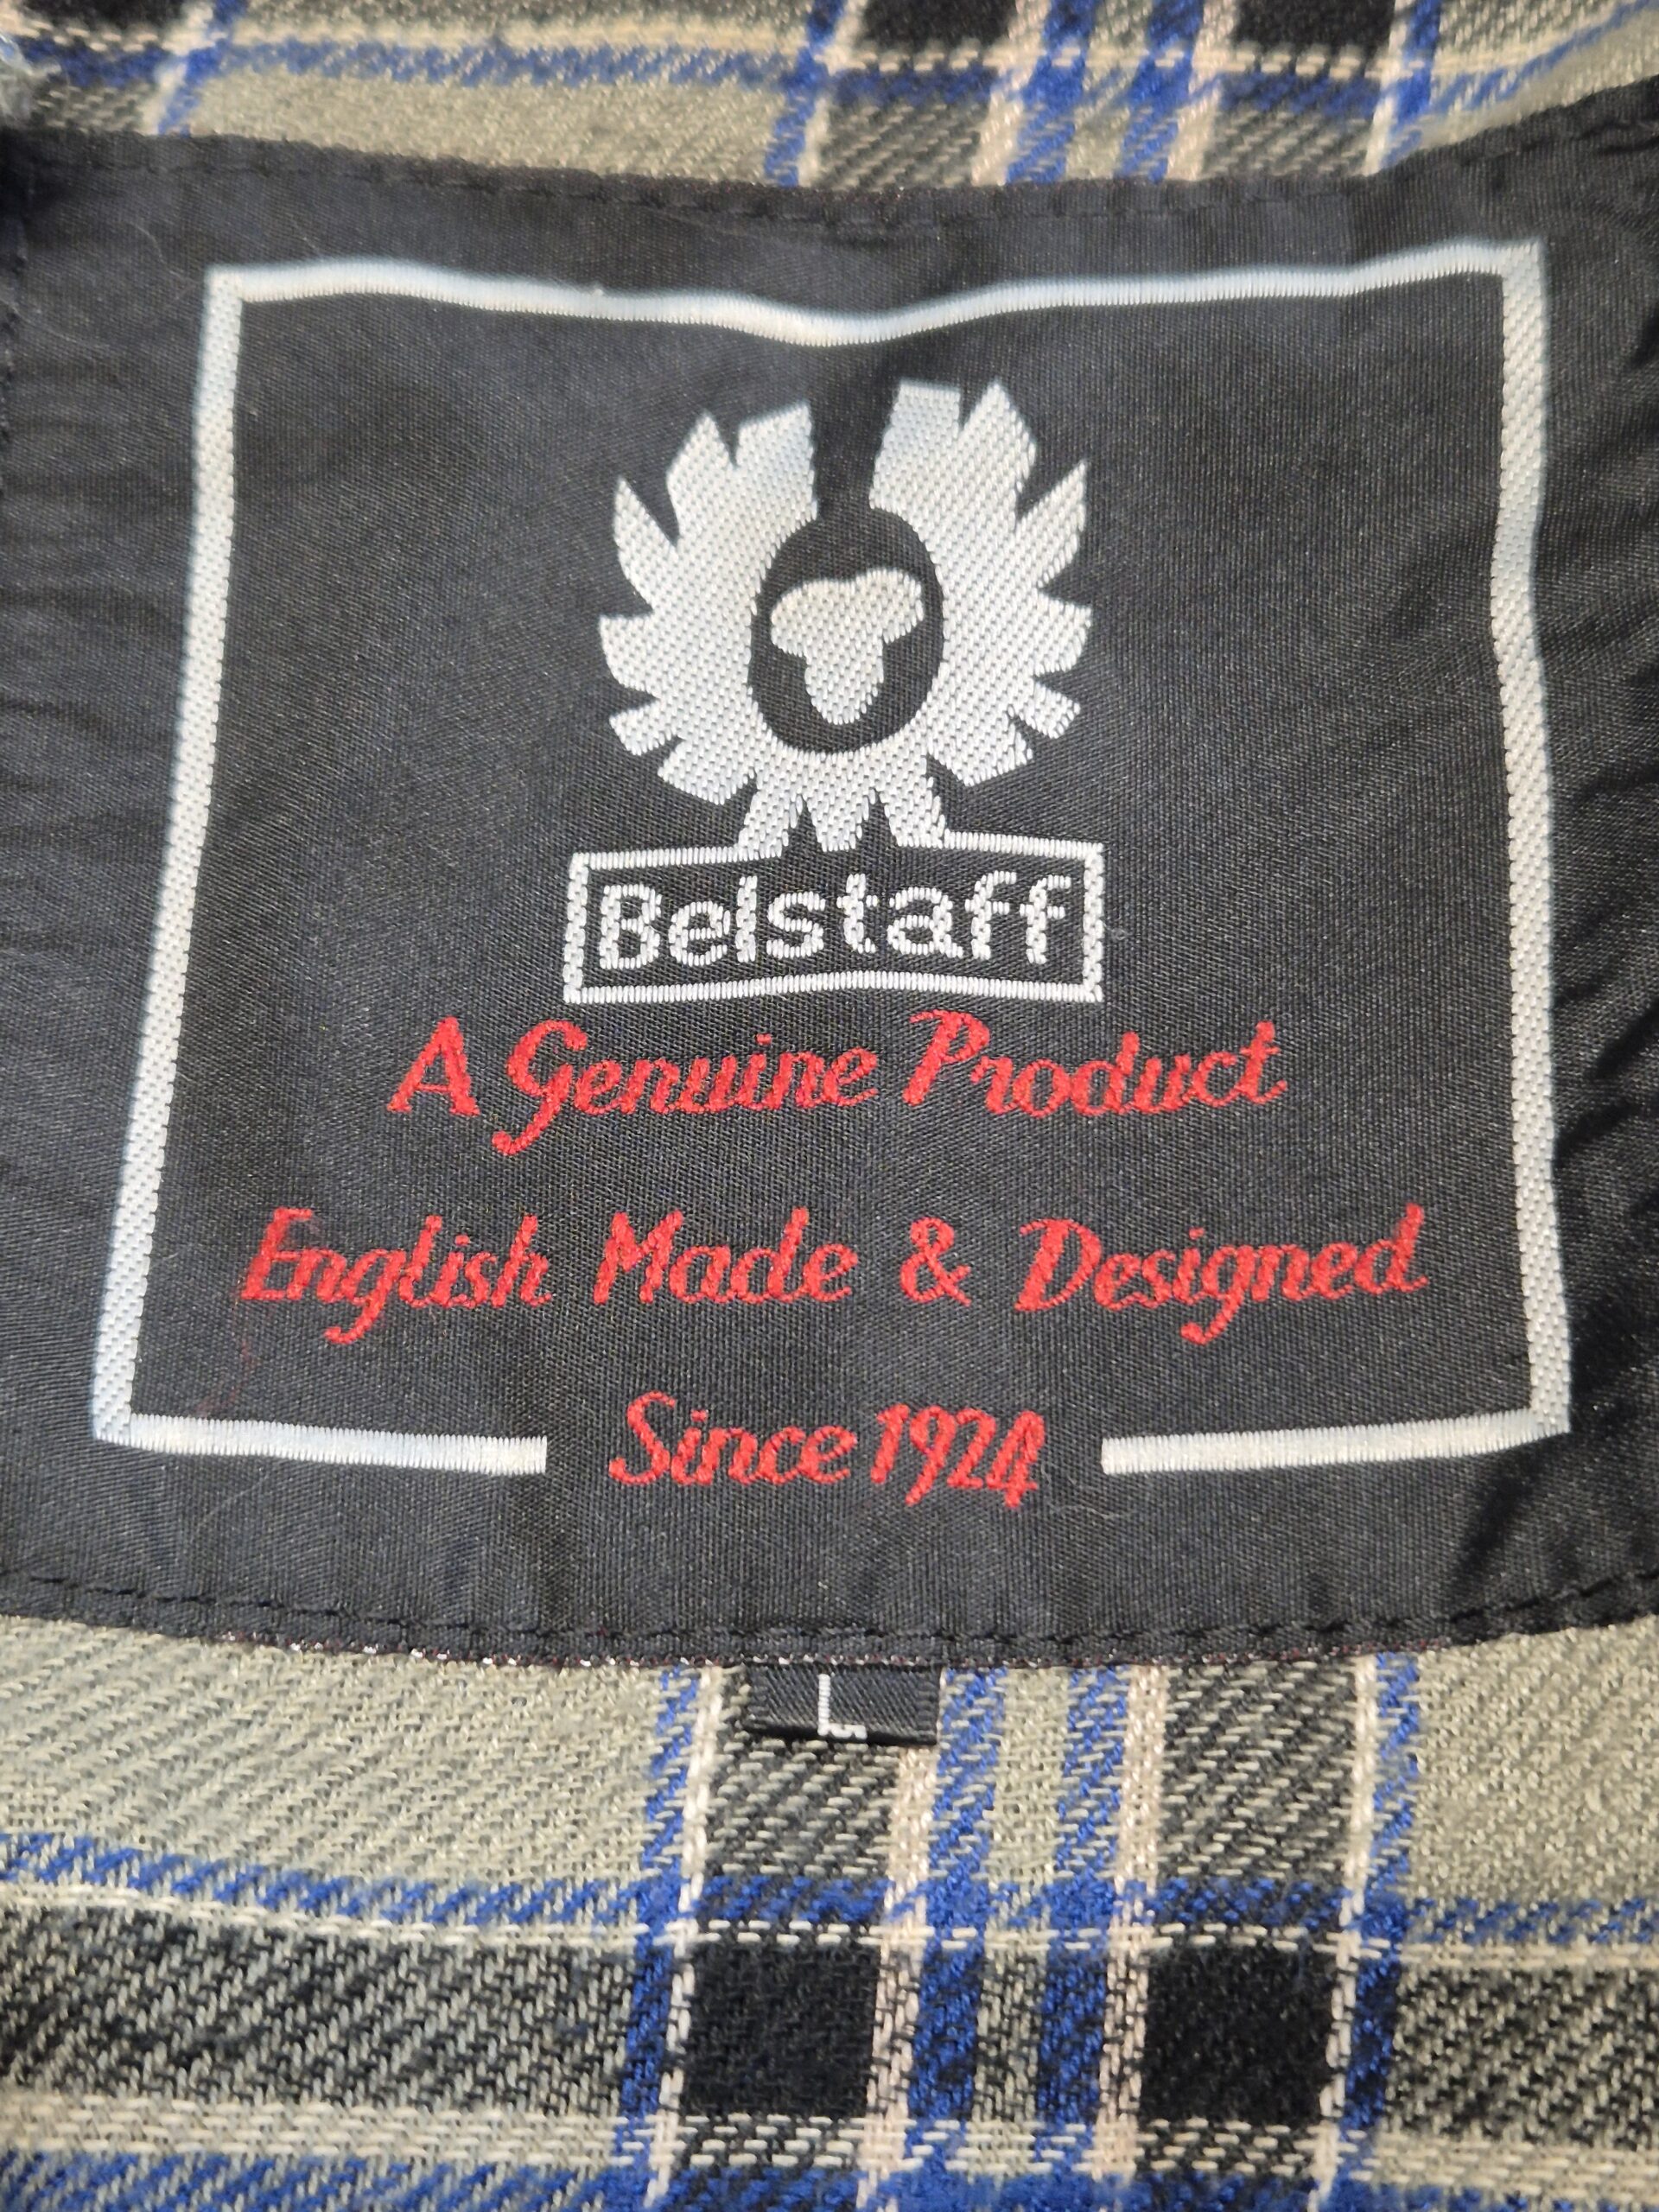 Belstaff
A Genuine Product
English Made & Designed
Since 1924
L